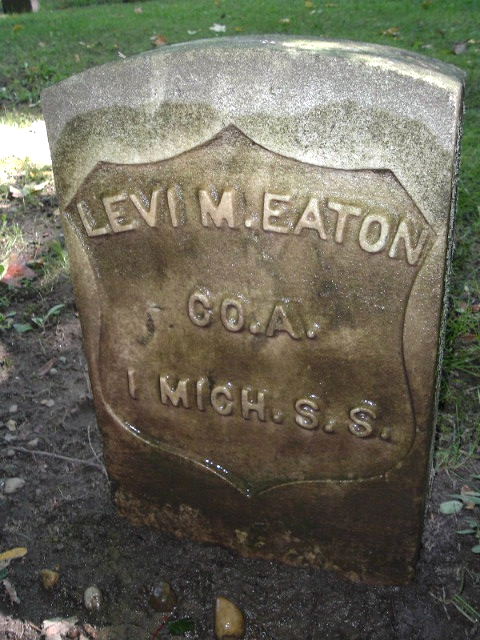 LEVI M. EATON
CO. A.
1 MICH. S. S.